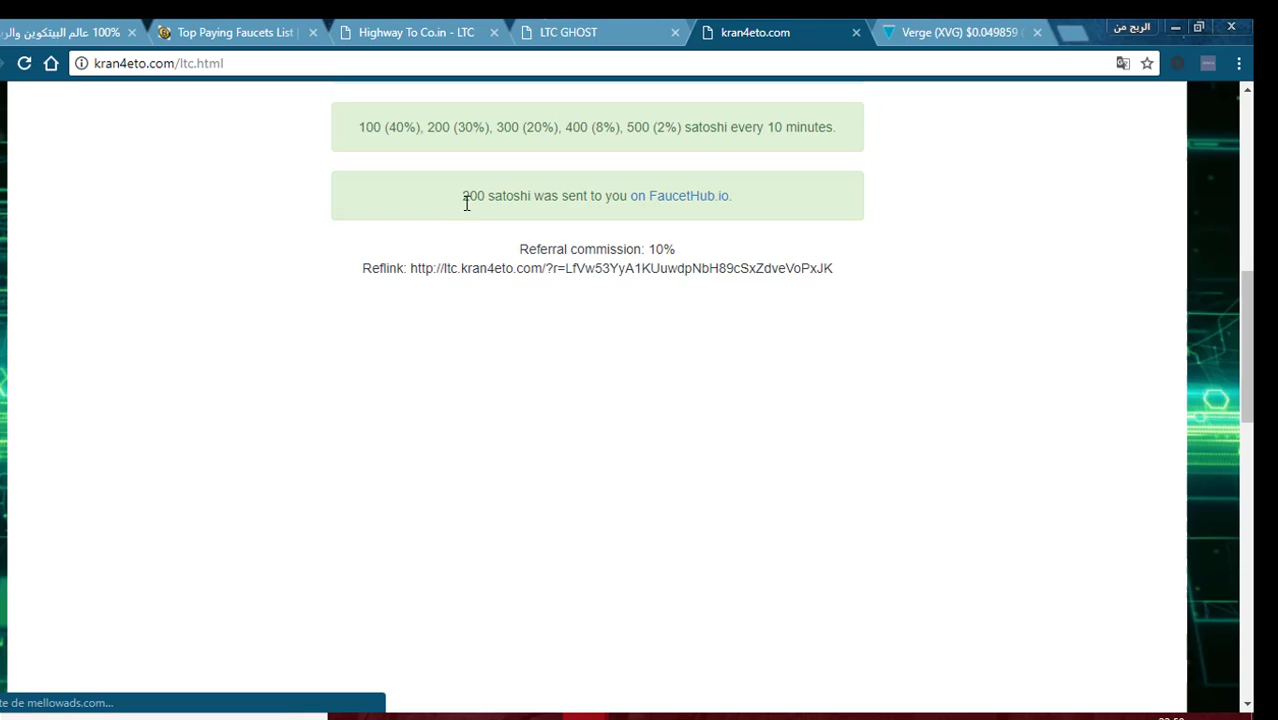 100% عالم البيتكوين والر
Top Paying Faucets List |
Highway To Co.in - LTC
LTC GHOST
kran4eto.com
Verge (XVG) $0.049859
الربح من
kran4eto.com/ltc.html
100 (40%), 200 (30%), 300 (20%), 400 (8%), 500 (2%) satoshi every 10 minutes.
200 satoshi was sent to you on FaucetHub.io.
Referral commission: 10%
Reflink: http://ltc.kran4eto.com/?r=LfVw53YyA1KUuwdpNbH89cSxZdveVoPxJK
te de mellowads.com...